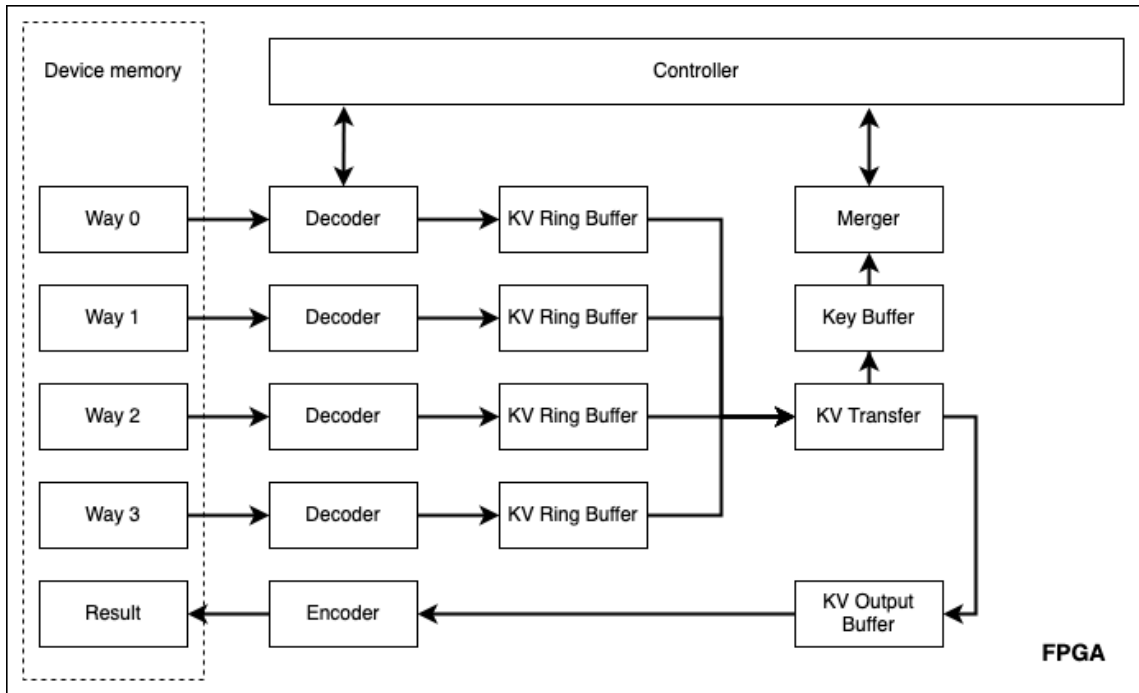 Device memory
Controller
Way 0
Decoder
KV Ring Buffer
Merger
Way 1
Decoder
KV Ring Buffer
Key Buffer
Way 2
Decoder
KV Ring Buffer
KV Transfer
Way 3
Decoder
KV Ring Buffer
Result
Encoder
KV Output
Buffer
FPGA